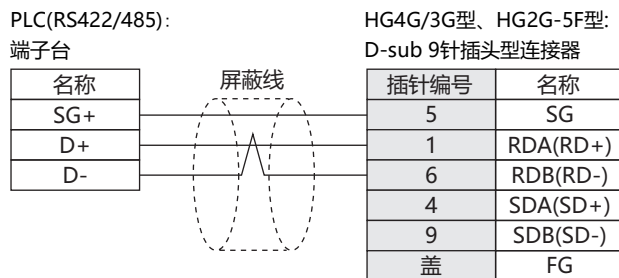 PLC(RS422/485):
端子台
HG4G/3G型、HG2G-5F型:
D-sub 9针插头型连接器
屏蔽线
名称
SG+
D+
D-
插针编号 名称
5 SG
1 RDA(RD+)
6 RDB(RD-)
4 SDA(SD+)
9 SDB(SD-)
盖 FG